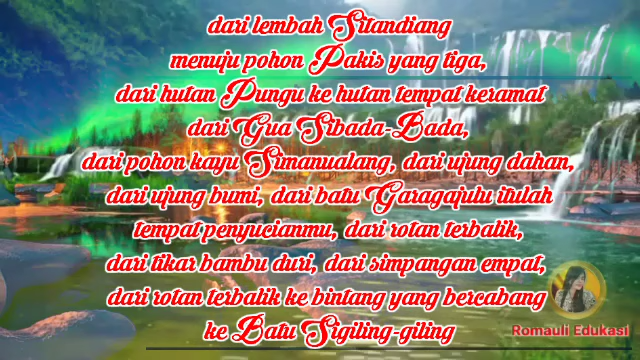 dari lembah Sitandiang
menuju pohon Pakis yang tiga,
dari hutan Pungu ke hutan tempat keramat
dari Gua Sibada-Bada,
dari pohon kayu Simanualang, dari ujung dahan,
dari ujung bumi, dari batu Garagajulu itulah
tempat penyucianmu, dari rotan terbalik,
dari tikar bambu duri, dari simpangan empat,
dari rotan terbalik ke bintang yang bercabang
ke Batu Sigiling-giling
Romauli Edukasi